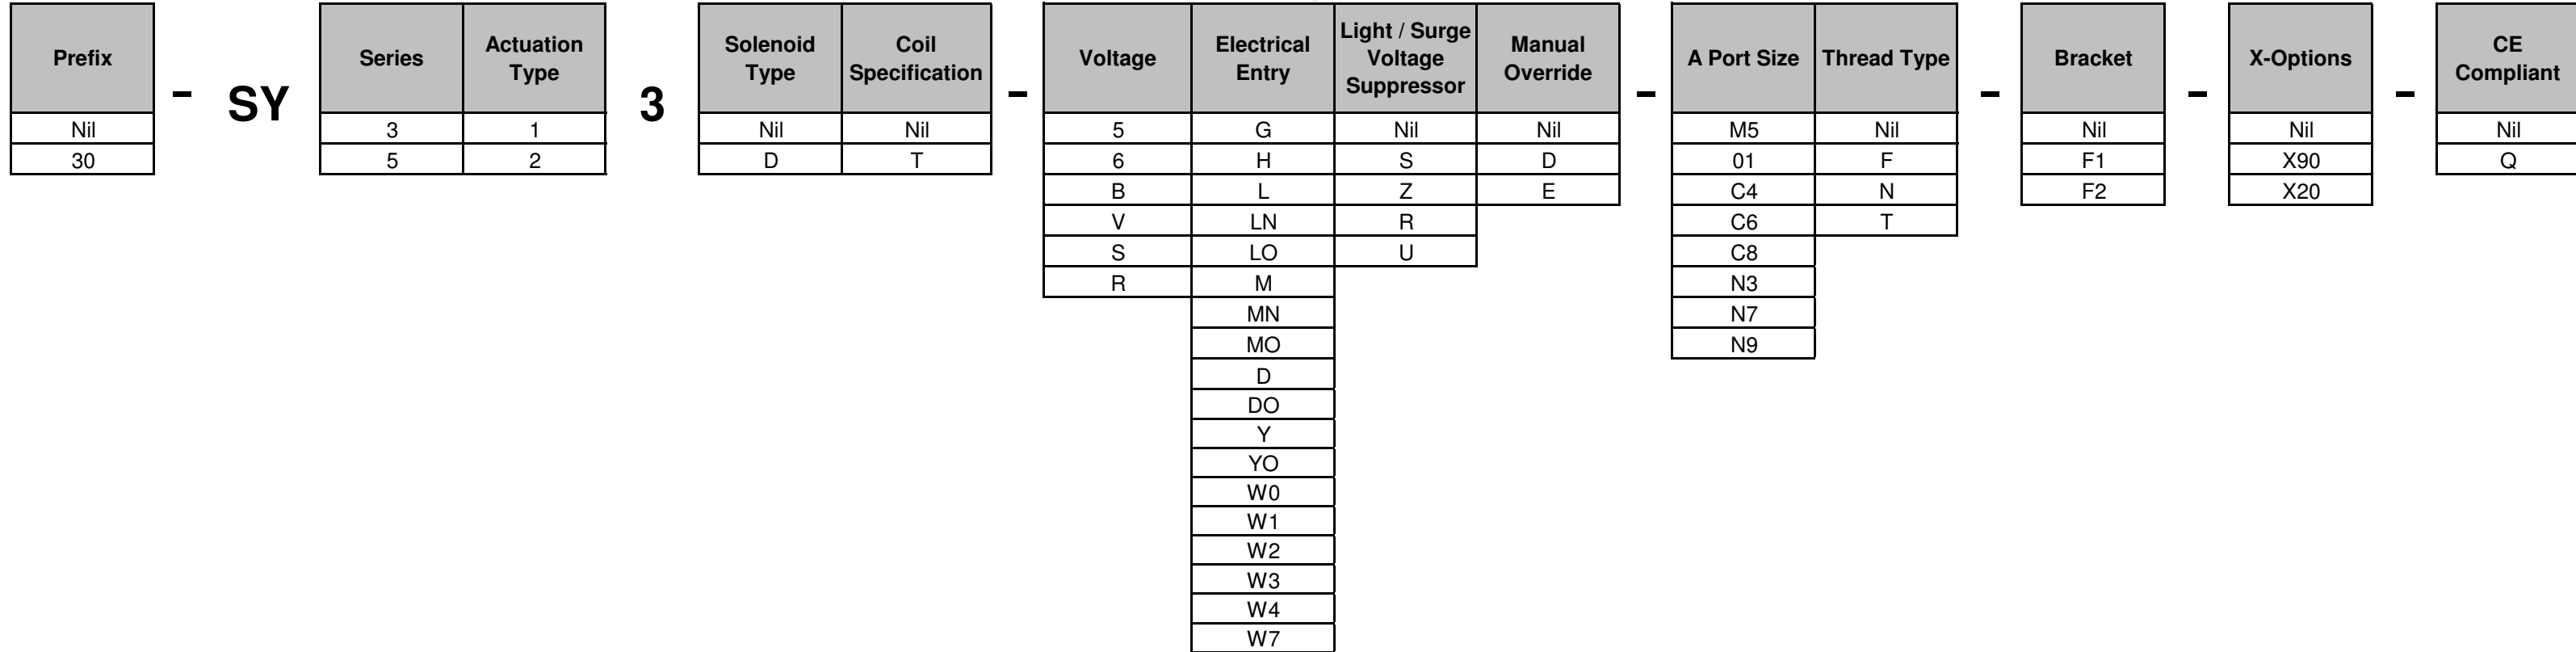 Prefix Series Actuation Type Solenoid Type Coil Specification Voltage Electrical Entry Light / Surge Voltage Suppressor Manual Override A Port Size Thread Type Bracket X-Options CE Compliant
- SY 3 - - - - -
Nil 3 1 Nil Nil 5 G Nil Nil M5 Nil Nil Nil Nil
30 5 2 D T 6 H S D 01 F F1 X90 Q
B L Z E C4 N F2 X20
V LN R C6 T
S LO U C8
R M N3
MN N7
MO N9
D
DO
Y
YO
W0
W1
W2
W3
W4
W7